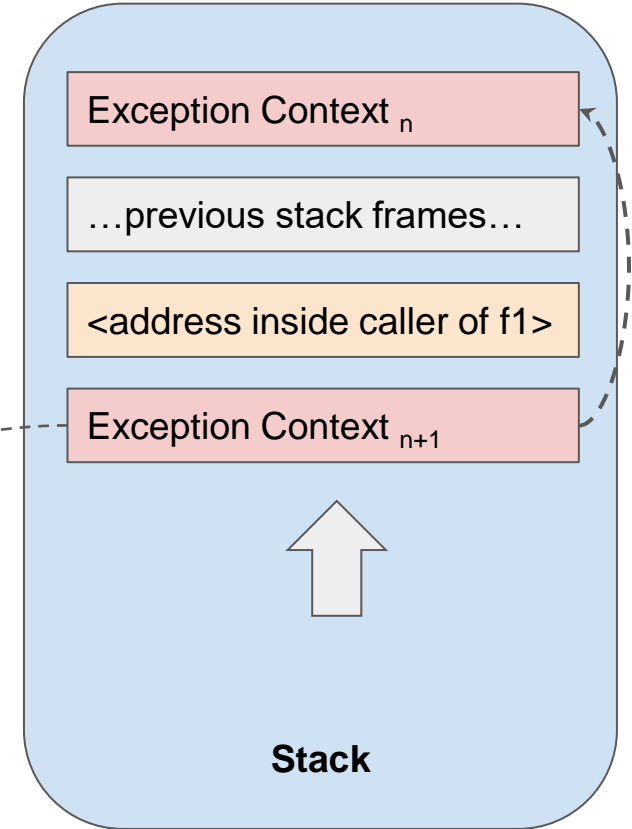 Exception Context n
…previous stack frames…
<address inside caller of f1>
Exception Context n+1
Stack